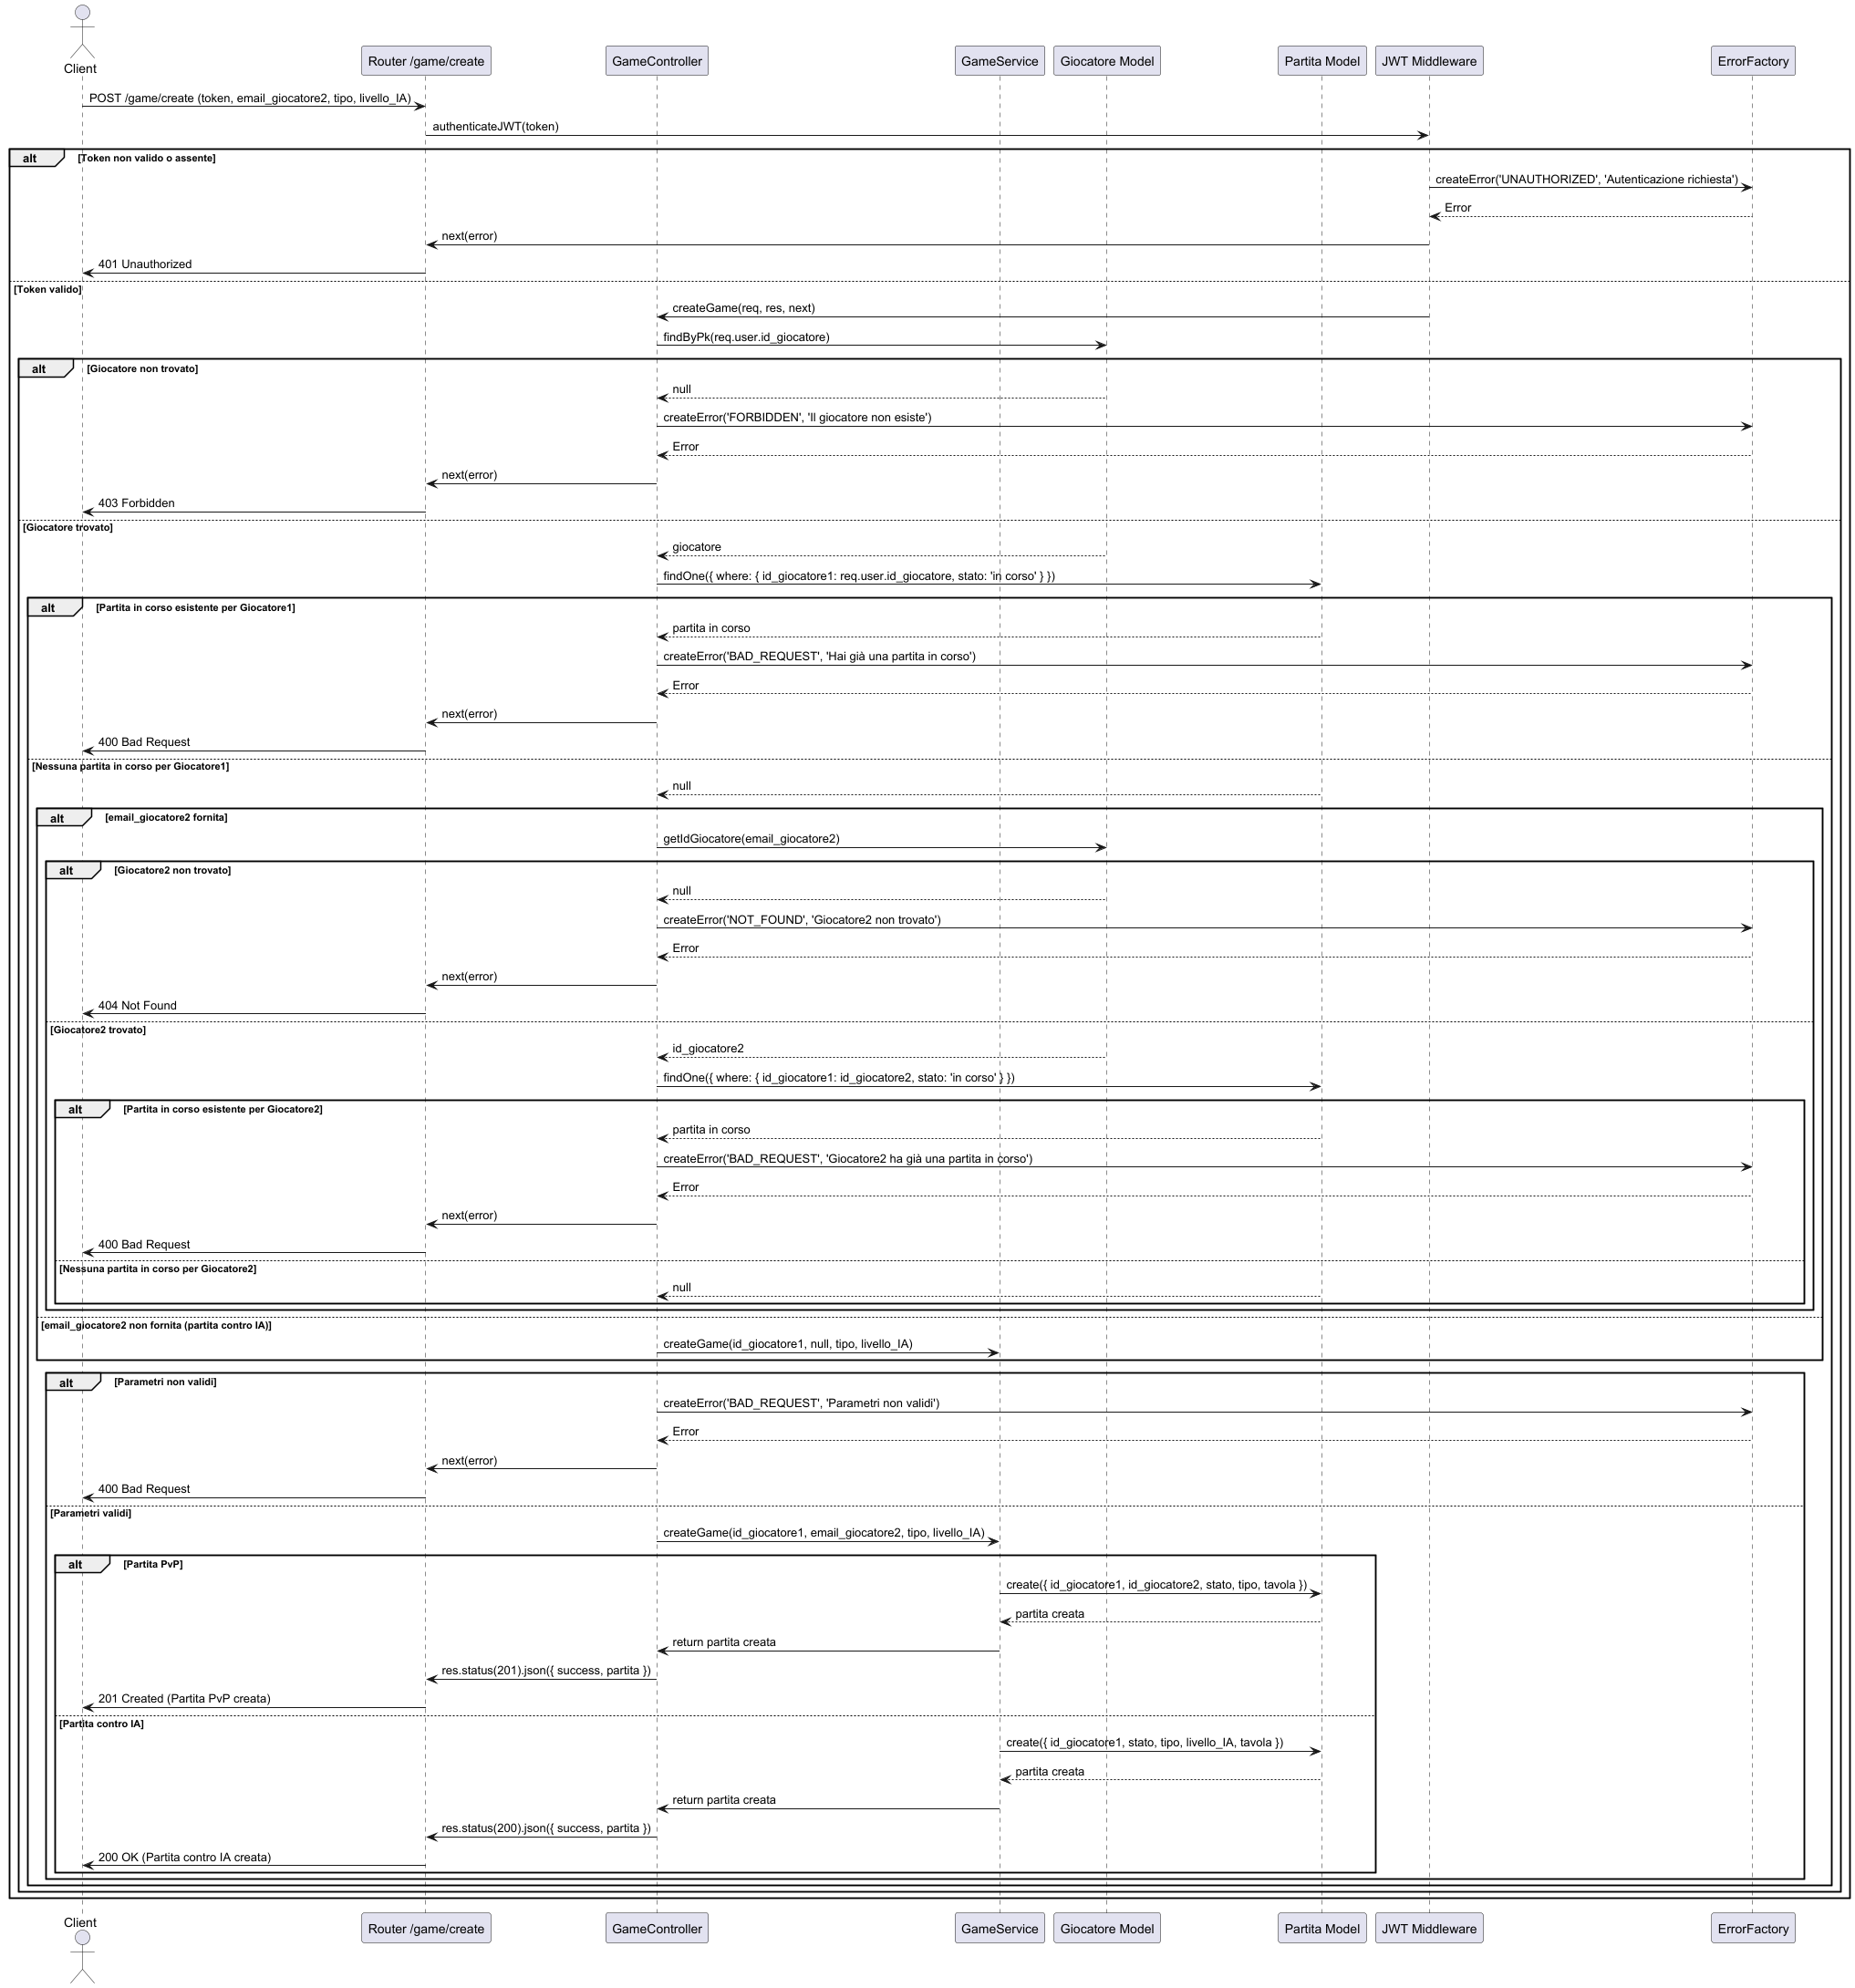 Client
Router /game/create
GameController
GameService
Giocatore Model
Partita Model
JWT Middleware
ErrorFactory
POST /game/create (token, email_giocatore2, tipo, livello_IA)
authenticateJWT(token)
alt [Token non valido o assente]
createError('UNAUTHORIZED', 'Autenticazione richiesta')
Error
next(error)
401 Unauthorized
[Token valido]
createGame(req, res, next)
findByPk(req.user.id_giocatore)
alt [Giocatore non trovato]
null
createError('FORBIDDEN', 'Il giocatore non esiste')
Error
next(error)
403 Forbidden
[Giocatore trovato]
giocatore
findOne({ where: { id_giocatore1: req.user.id_giocatore, stato: 'in corso' } })
alt [Partita in corso esistente per Giocatore1]
partita in corso
createError('BAD_REQUEST', 'Hai già una partita in corso')
Error
next(error)
400 Bad Request
[Nessuna partita in corso per Giocatore1]
null
alt [email_giocatore2 fornita]
getIdGiocatore(email_giocatore2)
alt [Giocatore2 non trovato]
null
createError('NOT_FOUND', 'Giocatore2 non trovato')
Error
next(error)
404 Not Found
[Giocatore2 trovato]
id_giocatore2
findOne({ where: { id_giocatore1: id_giocatore2, stato: 'in corso' } })
alt [Partita in corso esistente per Giocatore2]
partita in corso
createError('BAD_REQUEST', 'Giocatore2 ha già una partita in corso')
Error
next(error)
400 Bad Request
[Nessuna partita in corso per Giocatore2]
null
[email_giocatore2 non fornita (partita contro IA)]
createGame(id_giocatore1, null, tipo, livello_IA)
alt [Parametri non validi]
createError('BAD_REQUEST', 'Parametri non validi')
Error
next(error)
400 Bad Request
[Parametri validi]
createGame(id_giocatore1, email_giocatore2, tipo, livello_IA)
alt [Partita PvP]
create({ id_giocatore1, id_giocatore2, stato, tipo, tavola })
partita creata
return partita creata
res.status(201).json({ success, partita })
201 Created (Partita PvP creata)
[Partita contro IA]
create({ id_giocatore1, stato, tipo, livello_IA, tavola })
partita creata
return partita creata
res.status(200).json({ success, partita })
200 OK (Partita contro IA creata)
Client
Router /game/create
GameController
GameService
Giocatore Model
Partita Model
JWT Middleware
ErrorFactory